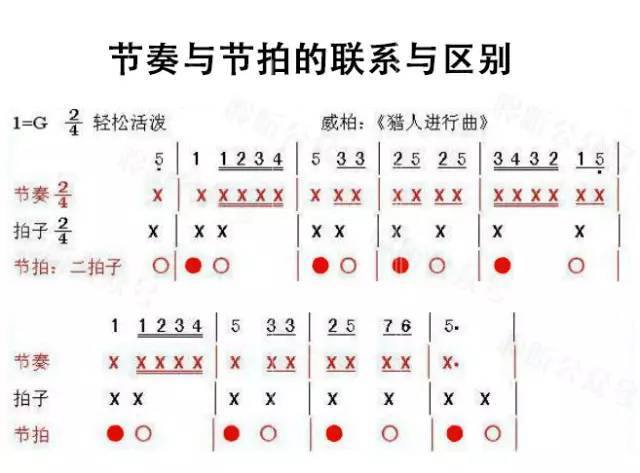 节奏与节拍的联系与区别
1=G 2/4 轻松活泼 威柏:《猎人进行曲》
5 | 1 1 2 3 4 | 5 3 3 | 2 5 2 5 | 3 4 3 2 1 5 |
节奏 2/4 X | X X X X X | X X X | X X X X | X X X X X X |
拍子 2/4 X | X X | X X | X X | X X |
节拍:二拍子 ○ | ● ○ | ● ○ | ● ○ | ● ○ |
1 1 2 3 4 | 5 3 3 | 2 5 7 6 | 5· |
节奏 X X X X X | X X X | X X X X | X· |
拍子 X X | X X | X X | X X |
节拍 ● ○ | ● ○ | ● ○ | ● ○ |